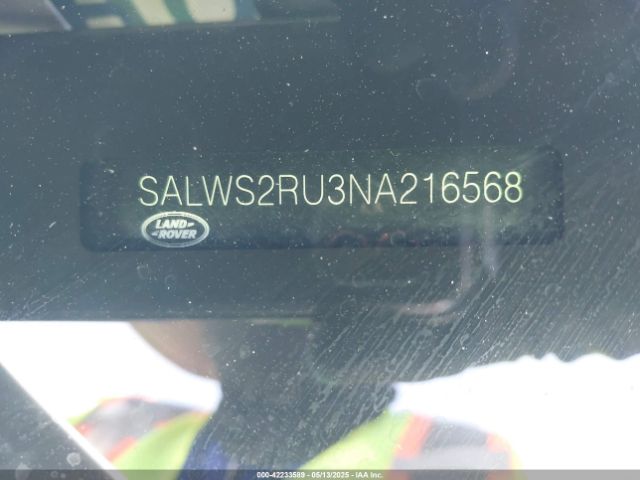 SALWS2RU3NA216568
LAND-
-ROVER
000-42233589 - 05/13/2025 - IAA Inc.